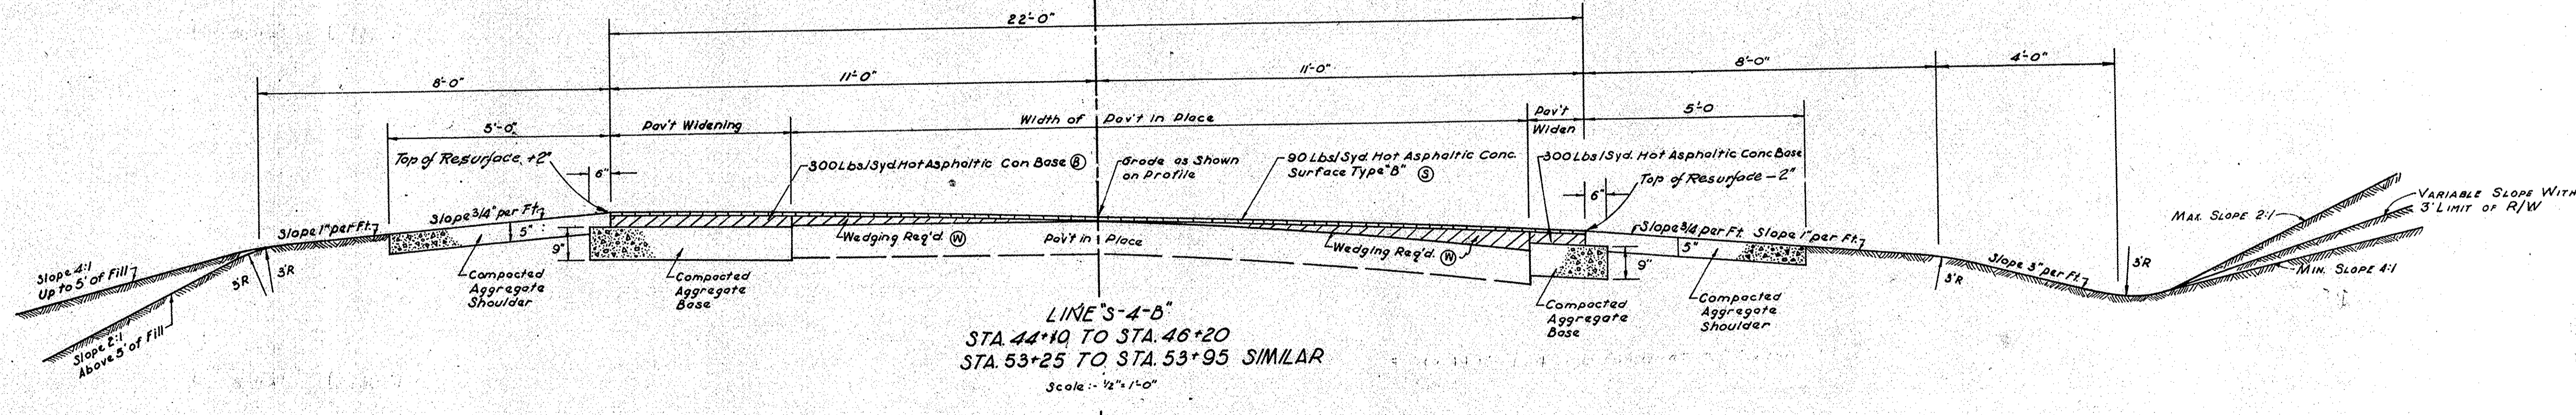 22'-0"
8'-0"
11'-0"
11'-0"
8'-0"
4'-0"
5'-0"
Pav't Widening
Width of Pav't In Place
Pav't
Widen
5'-0
Top of Resurface +2"
6"
300 Lbs/Syd. Hot Asphaltic Con Base B
Grade as Shown
on Profile
90 Lbs/Syd. Hot Asphaltic Conc.
Surface Type "B" S
300 Lbs/Syd. Hot Asphaltic Conc Base
6"
Top of Resurface - 2"
MAX. SLOPE 2:1
VARIABLE SLOPE WITH
3' LIMIT OF R/W
MIN. SLOPE 4:1
Slope 1" per Ft.
Slope 3/4" per Ft.
5"
9"
Wedging Req'd. W
Pav't in Place
Wedging Req'd. W
Slope 3/4 per Ft.
Slope 1" per Ft.
5"
9"
Slope 3" per Ft.
3'R
3'R
Slope 4:1
Up to 5' of Fill
3'R
3'R
Slope 2:1
Above 5' of Fill
Compacted
Aggregate
Shoulder
Compacted
Aggregate
Base
Compacted
Aggregate
Base
Compacted
Aggregate
Shoulder
LINE "S-4-B"
STA. 44+10 TO STA. 46+20
STA. 53+25 TO STA. 53+95 SIMILAR
Scale:- 1/2" = 1'-0"